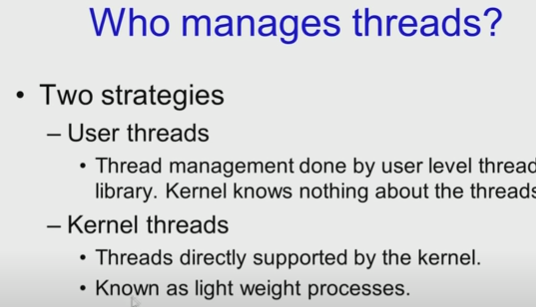 Who manages threads?
• Two strategies
– User threads
• Thread management done by user level thread
library. Kernel knows nothing about the threads
– Kernel threads
• Threads directly supported by the kernel.
• Known as light weight processes.